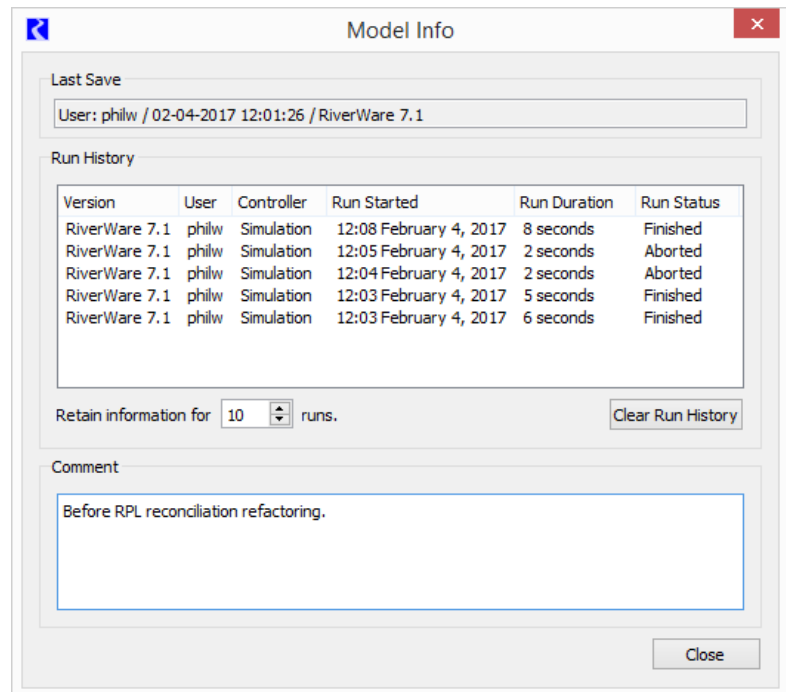 Model Info
Last Save
User: philw / 02-04-2017 12:01:26 / RiverWare 7.1
Run History
Version User Controller Run Started Run Duration Run Status
RiverWare 7.1 philw Simulation 12:08 February 4, 2017 8 seconds Finished
RiverWare 7.1 philw Simulation 12:05 February 4, 2017 2 seconds Aborted
RiverWare 7.1 philw Simulation 12:04 February 4, 2017 2 seconds Aborted
RiverWare 7.1 philw Simulation 12:03 February 4, 2017 5 seconds Finished
RiverWare 7.1 philw Simulation 12:03 February 4, 2017 6 seconds Finished
Retain information for 10 runs. Clear Run History
Comment
Before RPL reconciliation refactoring.
Close